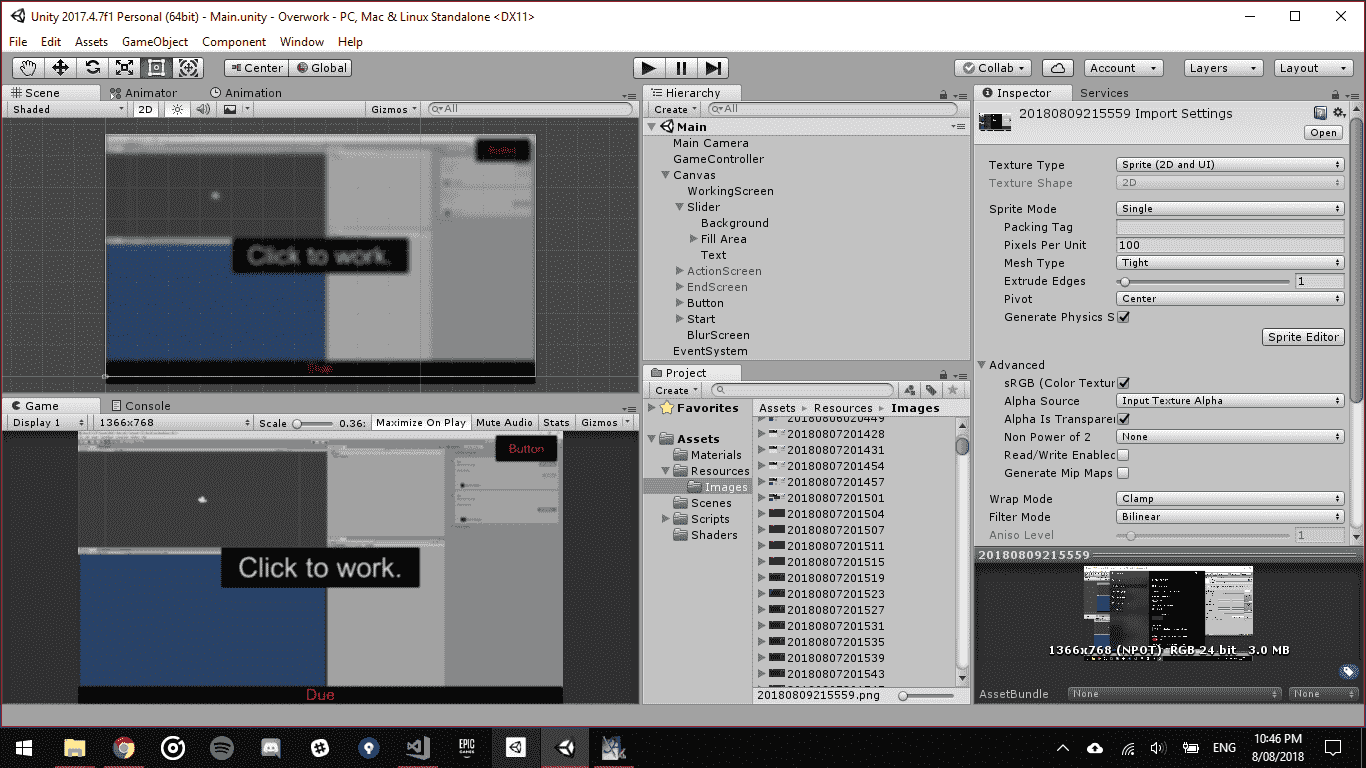 Unity 2017.4.7f1 Personal (64bit) - Main.unity - Overwork - PC, Mac & Linux Standalone <DX11>
File Edit Assets GameObject Component Window Help
Center Global
Collab Account Layers Layout
Scene Animator Animation
Shaded 2D Gizmos All
Click to work.
Due
Game Console
Display 1 1366x768 Scale 0.36: Maximize On Play Mute Audio Stats Gizmos
Button
Click to work.
Due
Hierarchy
Create All
Main
Main Camera
GameController
Canvas
WorkingScreen
Slider
Background
Fill Area
Text
ActionScreen
EndScreen
Button
Start
BlurScreen
EventSystem
Project
Create
Favorites
Assets
Materials
Resources
Images
Scenes
Scripts
Shaders
Assets Resources Images
20180807201428
20180807201431
20180807201454
20180807201457
20180807201501
20180807201504
20180807201507
20180807201511
20180807201515
20180807201519
20180807201523
20180807201527
20180807201531
20180807201535
20180807201539
20180807201543
20180809215559.png
Inspector Services
20180809215559 Import Settings
Open
Texture Type Sprite (2D and UI)
Texture Shape 2D
Sprite Mode Single
Packing Tag
Pixels Per Unit 100
Mesh Type Tight
Extrude Edges 1
Pivot Center
Generate Physics S
Sprite Editor
Advanced
sRGB (Color Textur
Alpha Source Input Texture Alpha
Alpha Is Transparer
Non Power of 2 None
Read/Write Enabled
Generate Mip Maps
Wrap Mode Clamp
Filter Mode Bilinear
Aniso Level 1
20180809215559
1366x768 (NPOT) RGB 24 bit 3.0 MB
AssetBundle None None
EPIC GAMES
ENG
10:46 PM
8/08/2018